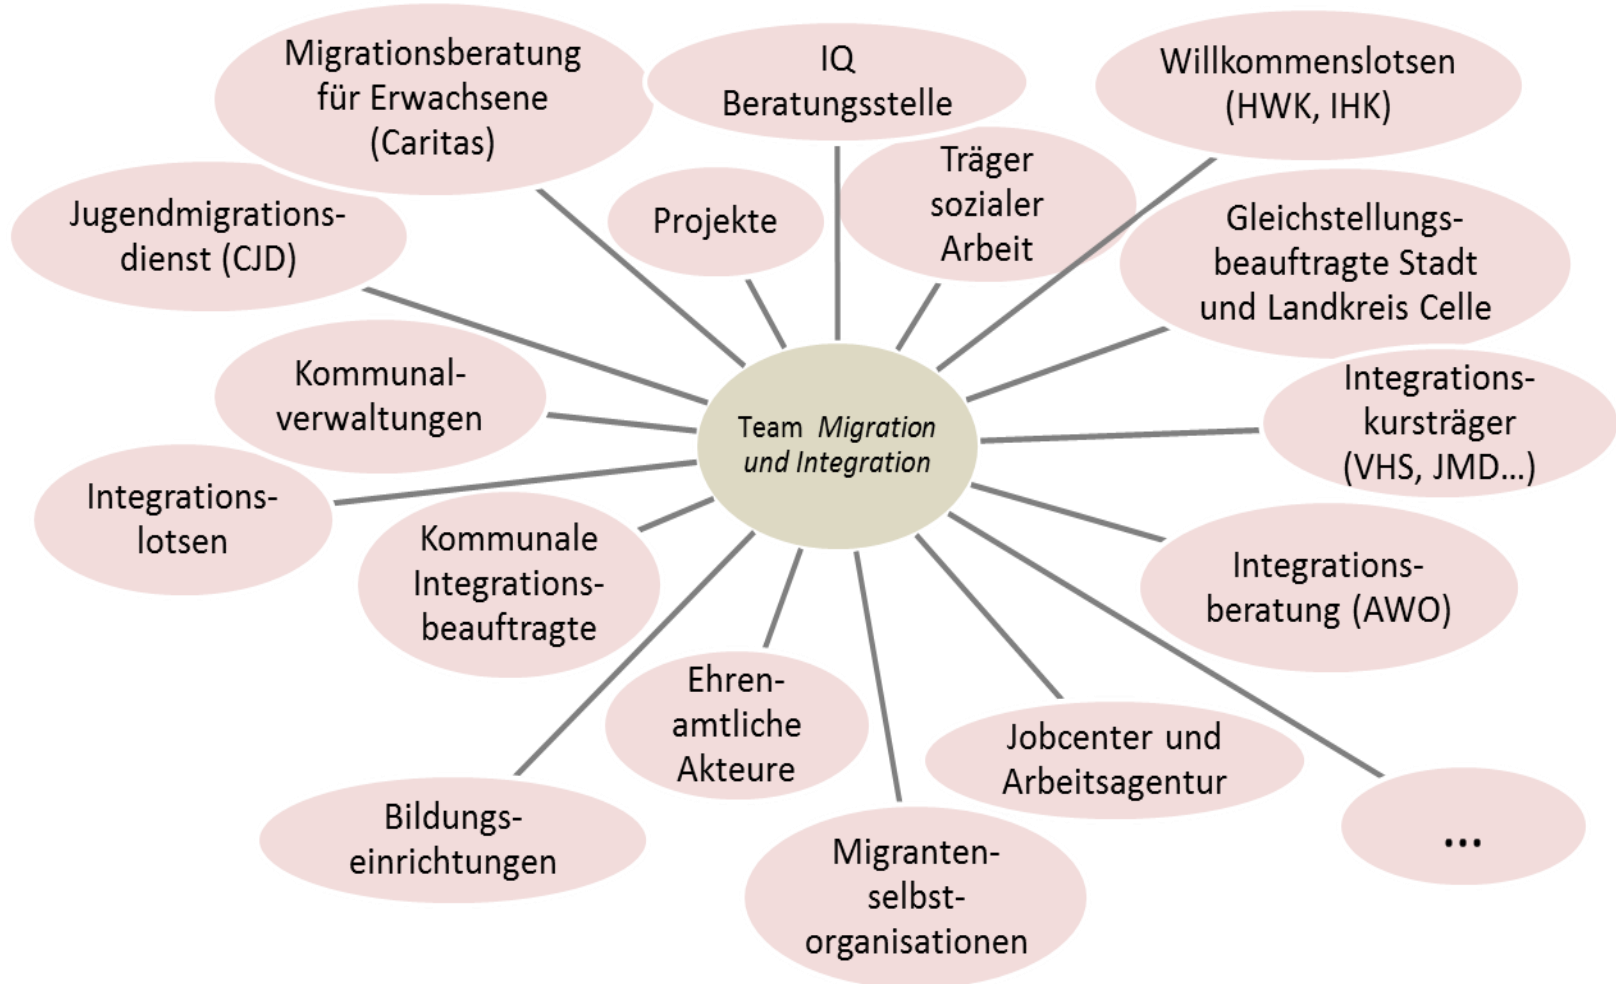 Migrationsberatung
für Erwachsene
(Caritas)
IQ
Beratungsstelle
Willkommenslotsen
(HWK, IHK)
Jugendmigrations-
dienst (CJD)
Projekte
Träger
sozialer
Arbeit
Gleichstellungs-
beauftragte Stadt
und Landkreis Celle
Kommunal-
verwaltungen
Team Migration
und Integration
Integrations-
kursträger
(VHS, JMD...)
Integrations-
lotsen
Kommunale
Integrations-
beauftragte
Integrations-
beratung (AWO)
Ehren-
amtliche
Akteure
Jobcenter und
Arbeitsagentur
Bildungs-
einrichtungen
Migranten-
selbst-
organisationen
...